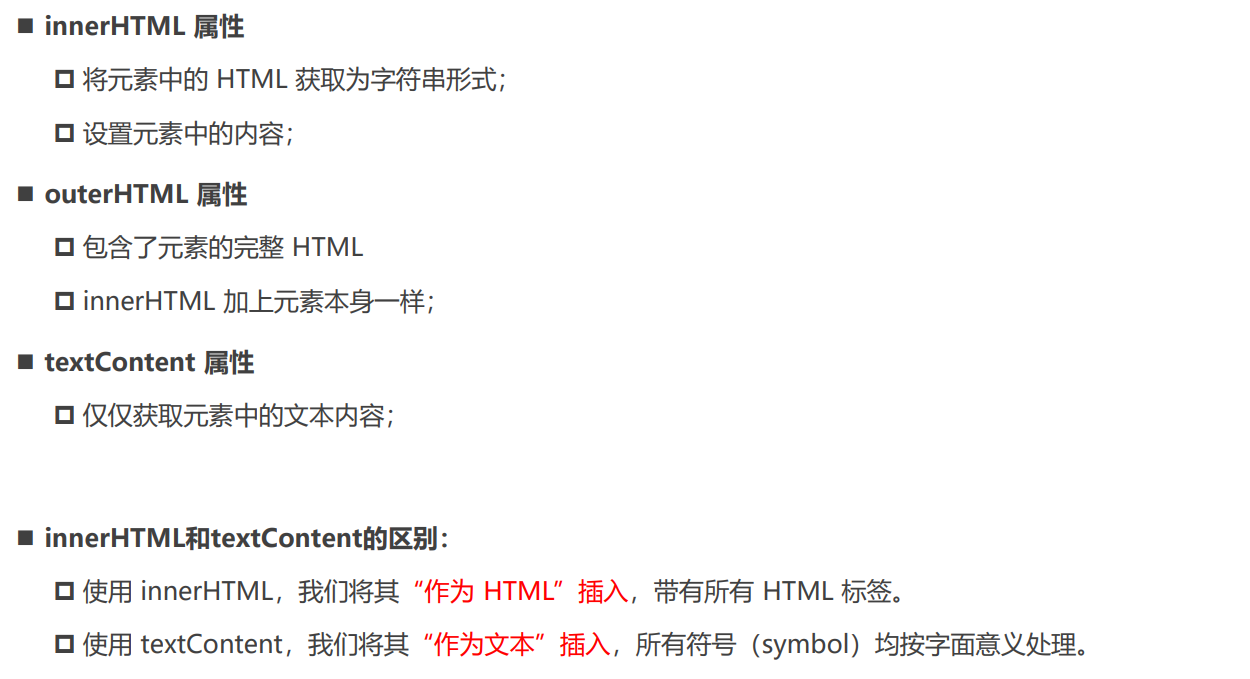 ■ innerHTML 属性
□ 将元素中的 HTML 获取为字符串形式；
□ 设置元素中的内容；
■ outerHTML 属性
□ 包含了元素的完整 HTML
□ innerHTML 加上元素本身一样；
■ textContent 属性
□ 仅仅获取元素中的文本内容；
■ innerHTML和textContent的区别：
□ 使用 innerHTML，我们将其“作为 HTML”插入，带有所有 HTML 标签。
□ 使用 textContent，我们将其“作为文本”插入，所有符号（symbol）均按字面意义处理。